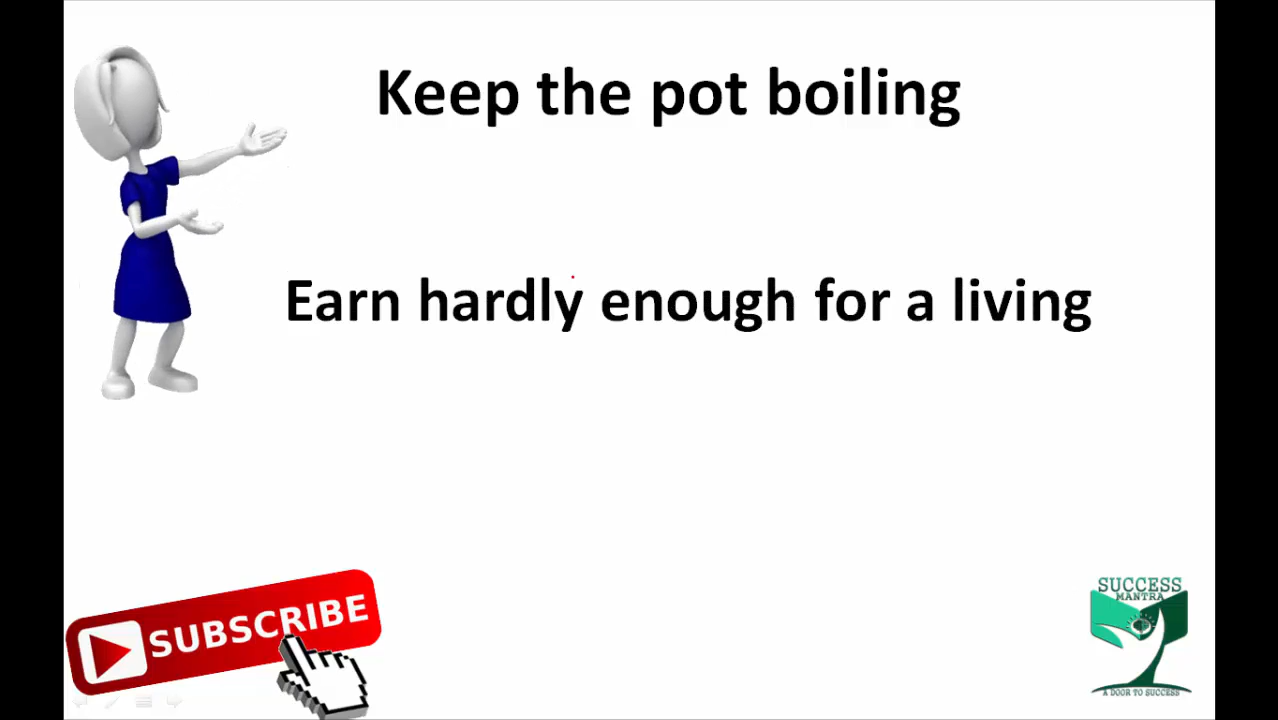 Keep the pot boiling
Earn hardly enough for a living
SUBSCRIBE
SUCCESS
MANTRA
A DOOR TO SUCCESS